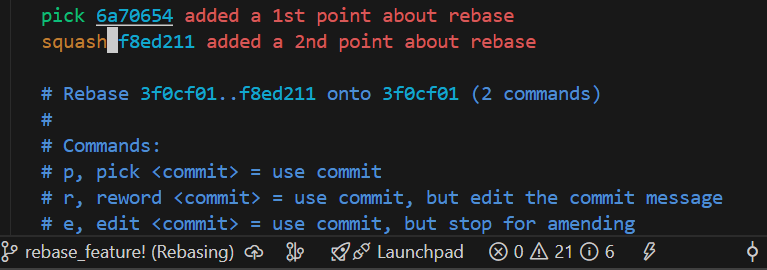 pick 6a70654 added a 1st point about rebase
squash f8ed211 added a 2nd point about rebase
# Rebase 3f0cf01..f8ed211 onto 3f0cf01 (2 commands)
#
# Commands:
# p, pick <commit> = use commit
# r, reword <commit> = use commit, but edit the commit message
# e, edit <commit> = use commit, but stop for amending
rebase_feature! (Rebasing) Launchpad 0 21 6